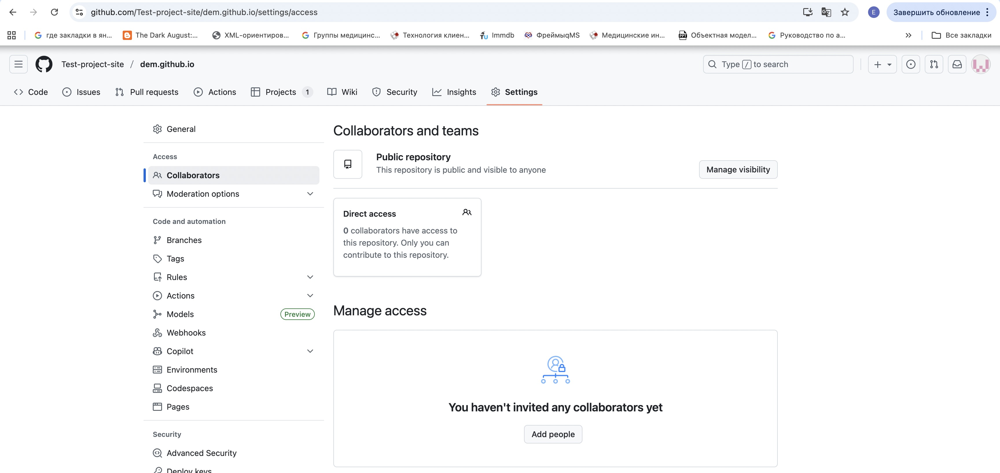 github.com/Test-project-site/dem.github.io/settings/access
E
Завершить обновление
где закладки в ян...
The Dark August:...
XML-ориентиров...
Группы медицинс...
Технология клиен...
Immdb
ФреймыqMS
Медицинские ин...
PPT
Объектная модел...
Руководство по а...
Все закладки
Test-project-site / dem.github.io
Type / to search
Code
Issues
Pull requests
Actions
Projects 1
Wiki
Security
Insights
Settings
General
Access
Collaborators
Moderation options
Code and automation
Branches
Tags
Rules
Actions
Models Preview
Webhooks
Copilot
Environments
Codespaces
Pages
Security
Advanced Security
Deploy keys
Collaborators and teams
Public repository
This repository is public and visible to anyone
Manage visibility
Direct access
0 collaborators have access to
this repository. Only you can
contribute to this repository.
Manage access
You haven't invited any collaborators yet
Add people